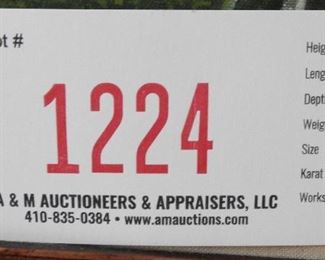 ot #
1224
A & M AUCTIONEERS & APPRAISERS, LLC
410-835-0384 • www.amauctions.com
Heig
Leng
Dept
Weig
Size
Karat
Works